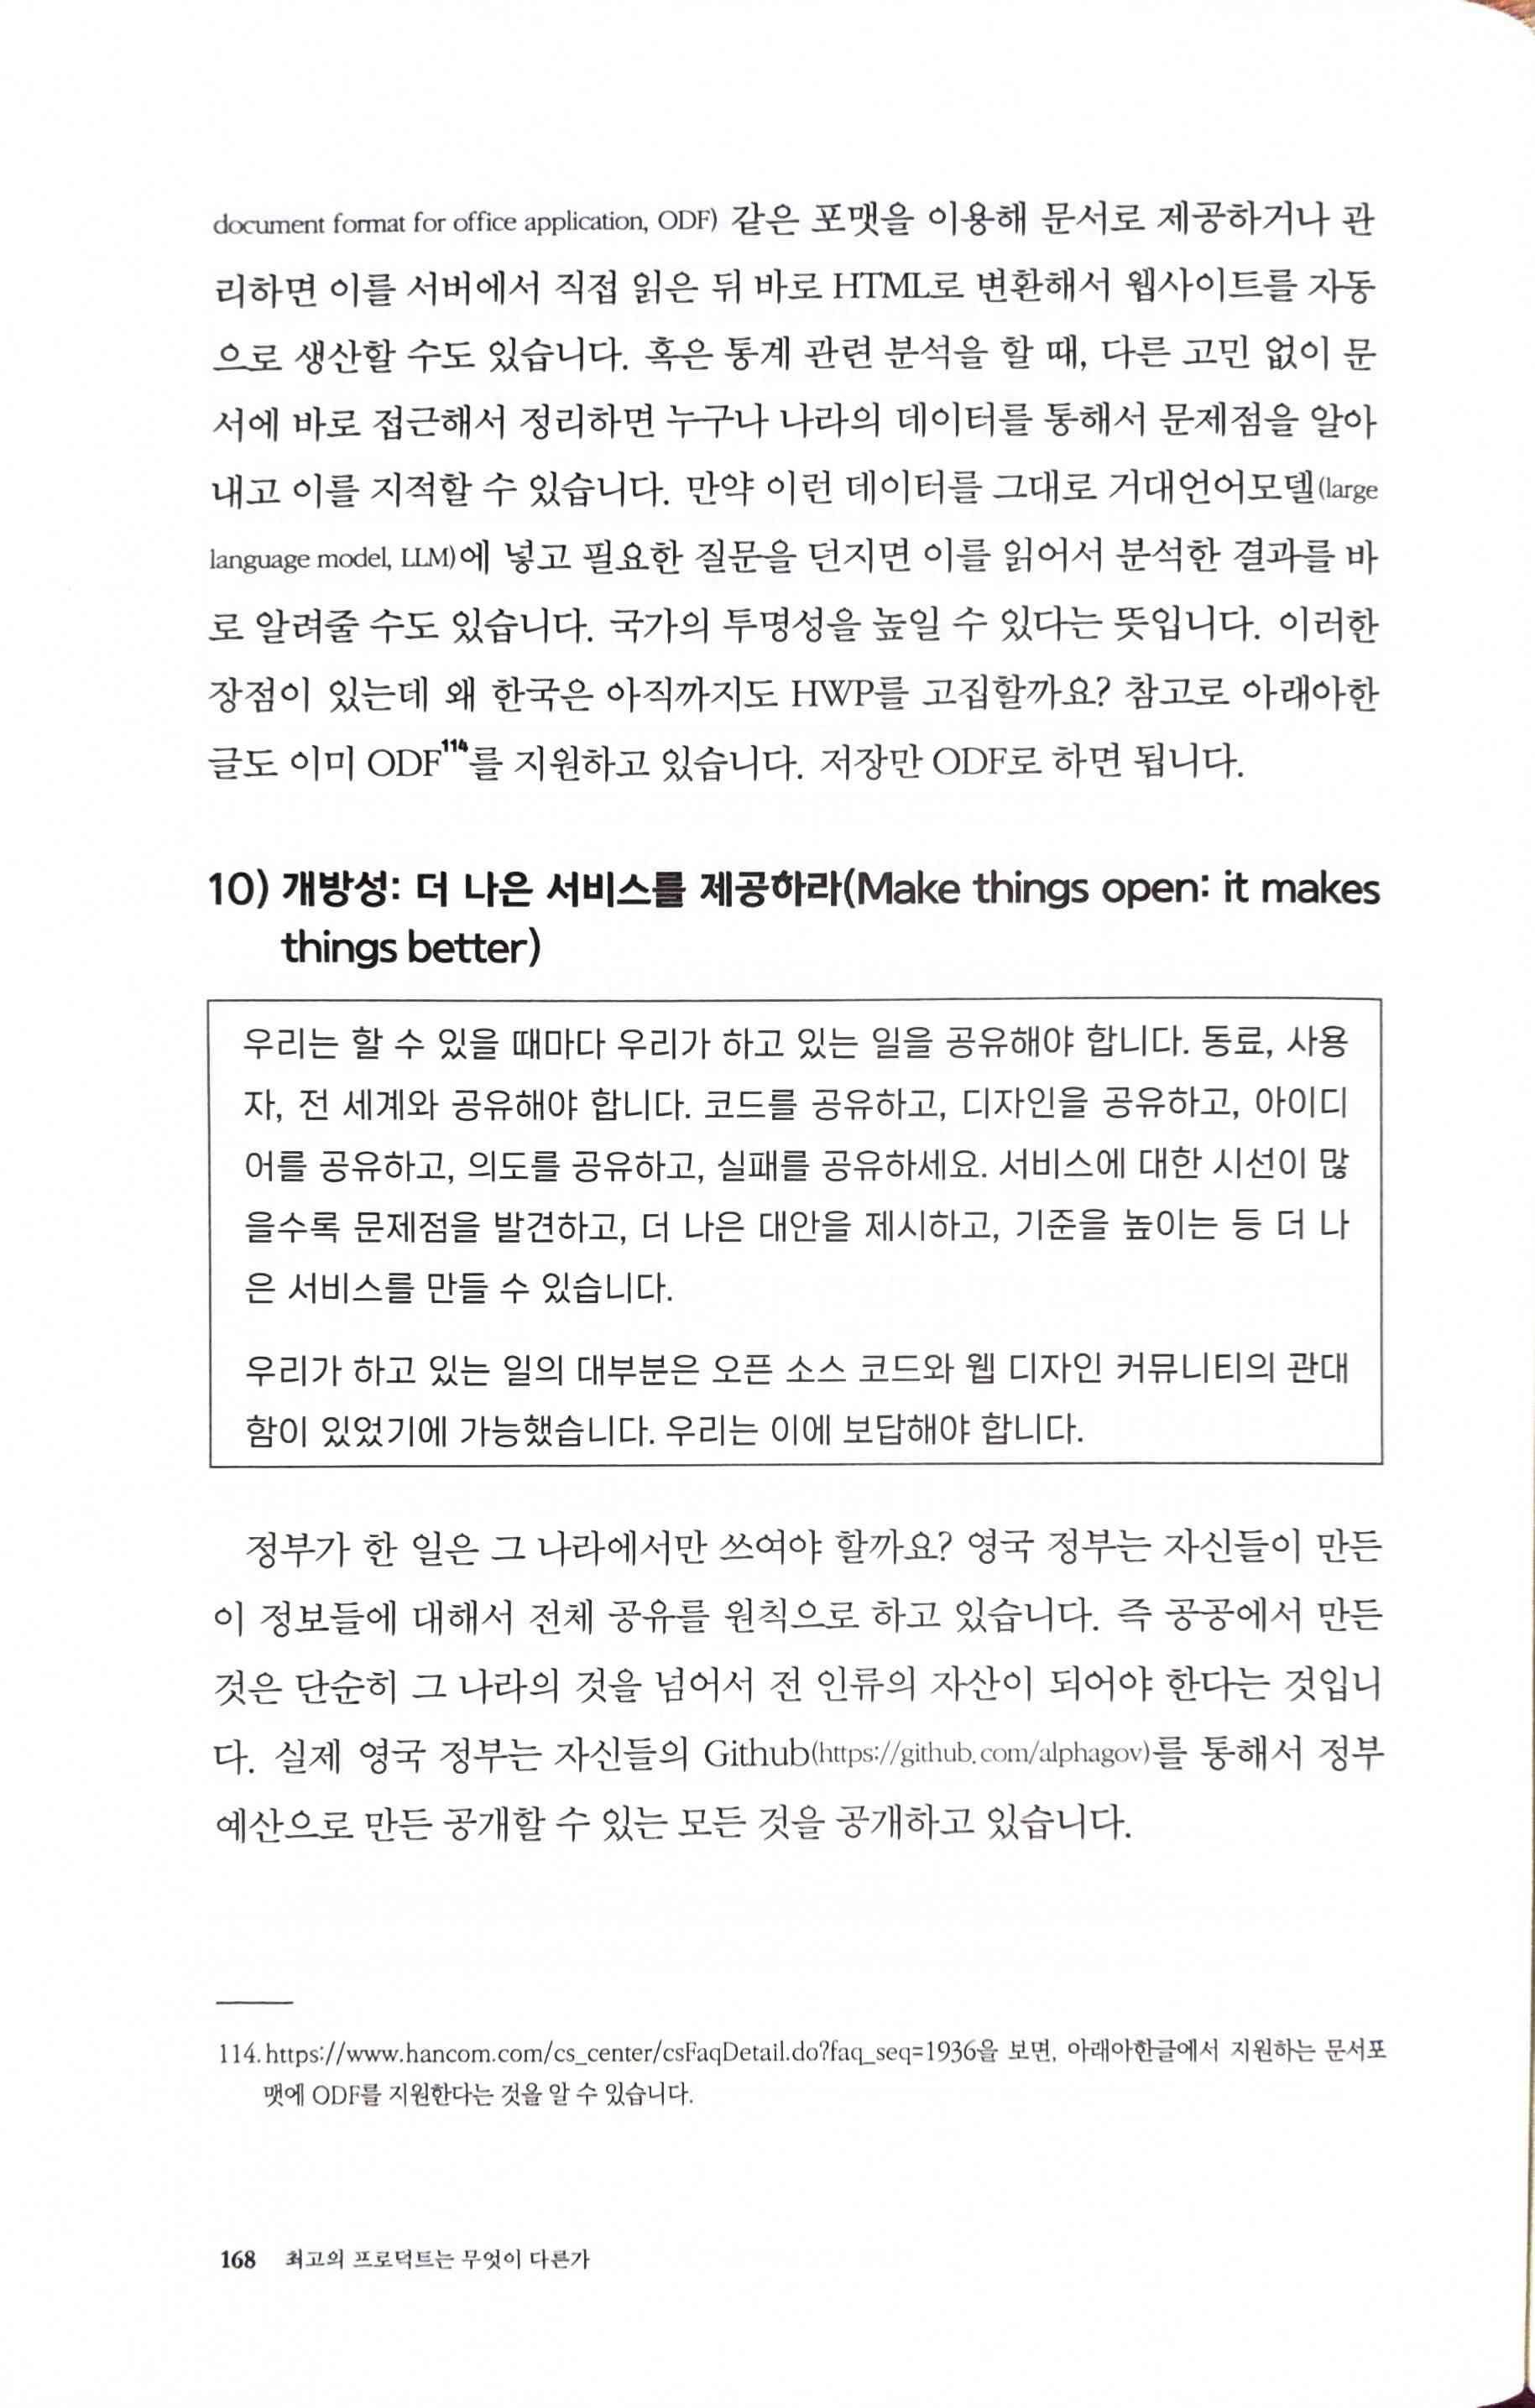 document format for office application, ODF) 같은 포맷을 이용해 문서로 제공하거나 관
리하면 이를 서버에서 직접 읽은 뒤 바로 HTML로 변환해서 웹사이트를 자동
으로 생산할 수도 있습니다. 혹은 통계 관련 분석을 할 때, 다른 고민 없이 문
서에 바로 접근해서 정리하면 누구나 나라의 데이터를 통해서 문제점을 알아
내고 이를 지적할 수 있습니다. 만약 이런 데이터를 그대로 거대언어모델(large
language model, LLM)에 넣고 필요한 질문을 던지면 이를 읽어서 분석한 결과를 바
로 알려줄 수도 있습니다. 국가의 투명성을 높일 수 있다는 뜻입니다. 이러한
장점이 있는데 왜 한국은 아직까지도 HWP를 고집할까요? 참고로 아래아한
글도 이미 ODF114를 지원하고 있습니다. 저장만 ODF로 하면 됩니다.
10) 개방성: 더 나은 서비스를 제공하라(Make things open: it makes
things better)
우리는 할 수 있을 때마다 우리가 하고 있는 일을 공유해야 합니다. 동료, 사용
자, 전 세계와 공유해야 합니다. 코드를 공유하고, 디자인을 공유하고, 아이디
어를 공유하고, 의도를 공유하고, 실패를 공유하세요. 서비스에 대한 시선이 많
을수록 문제점을 발견하고, 더 나은 대안을 제시하고, 기준을 높이는 등 더 나
은 서비스를 만들 수 있습니다.
우리가 하고 있는 일의 대부분은 오픈 소스 코드와 웹 디자인 커뮤니티의 관대
함이 있었기에 가능했습니다. 우리는 이에 보답해야 합니다.
정부가 한 일은 그 나라에서만 쓰여야 할까요? 영국 정부는 자신들이 만든
이 정보들에 대해서 전체 공유를 원칙으로 하고 있습니다. 즉 공공에서 만든
것은 단순히 그 나라의 것을 넘어서 전 인류의 자산이 되어야 한다는 것입니
다. 실제 영국 정부는 자신들의 Github(https://github.com/alphagov)를 통해서 정부
예산으로 만든 공개할 수 있는 모든 것을 공개하고 있습니다.
114. https://www.hancom.com/cs_center/csFaqDetail.do?faq_seq=1936을 보면, 아래아한글에서 지원하는 문서포
맷에 ODF를 지원한다는 것을 알 수 있습니다.
168 최고의 프로덕트는 무엇이 다른가